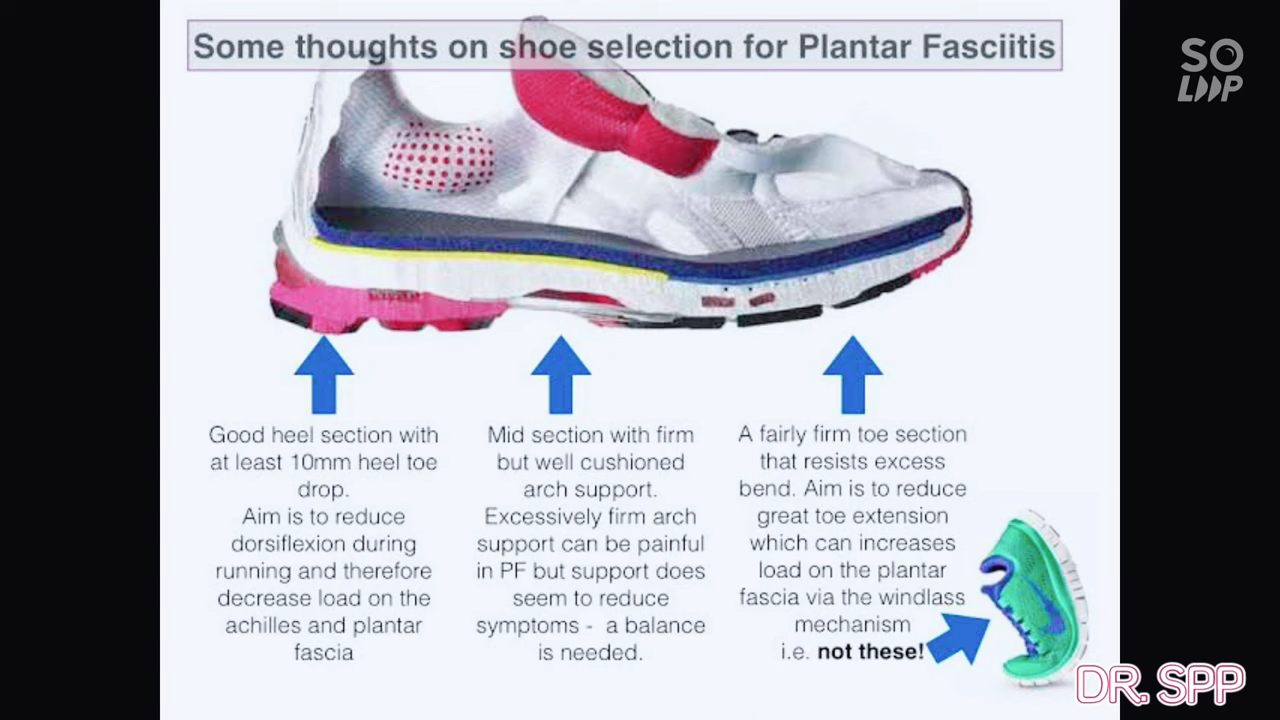 Some thoughts on shoe selection for Plantar Fasciitis
SO
LOOP
Good heel section with
at least 10mm heel toe
drop.
Aim is to reduce
dorsiflexion during
running and therefore
decrease load on the
achilles and plantar
fascia
Mid section with firm
but well cushioned
arch support.
Excessively firm arch
support can be painful
in PF but support does
seem to reduce
symptoms - a balance
is needed.
A fairly firm toe section
that resists excess
bend. Aim is to reduce
great toe extension
which can increases
load on the plantar
fascia via the windlass
mechanism
i.e. not these!
DR. SPP